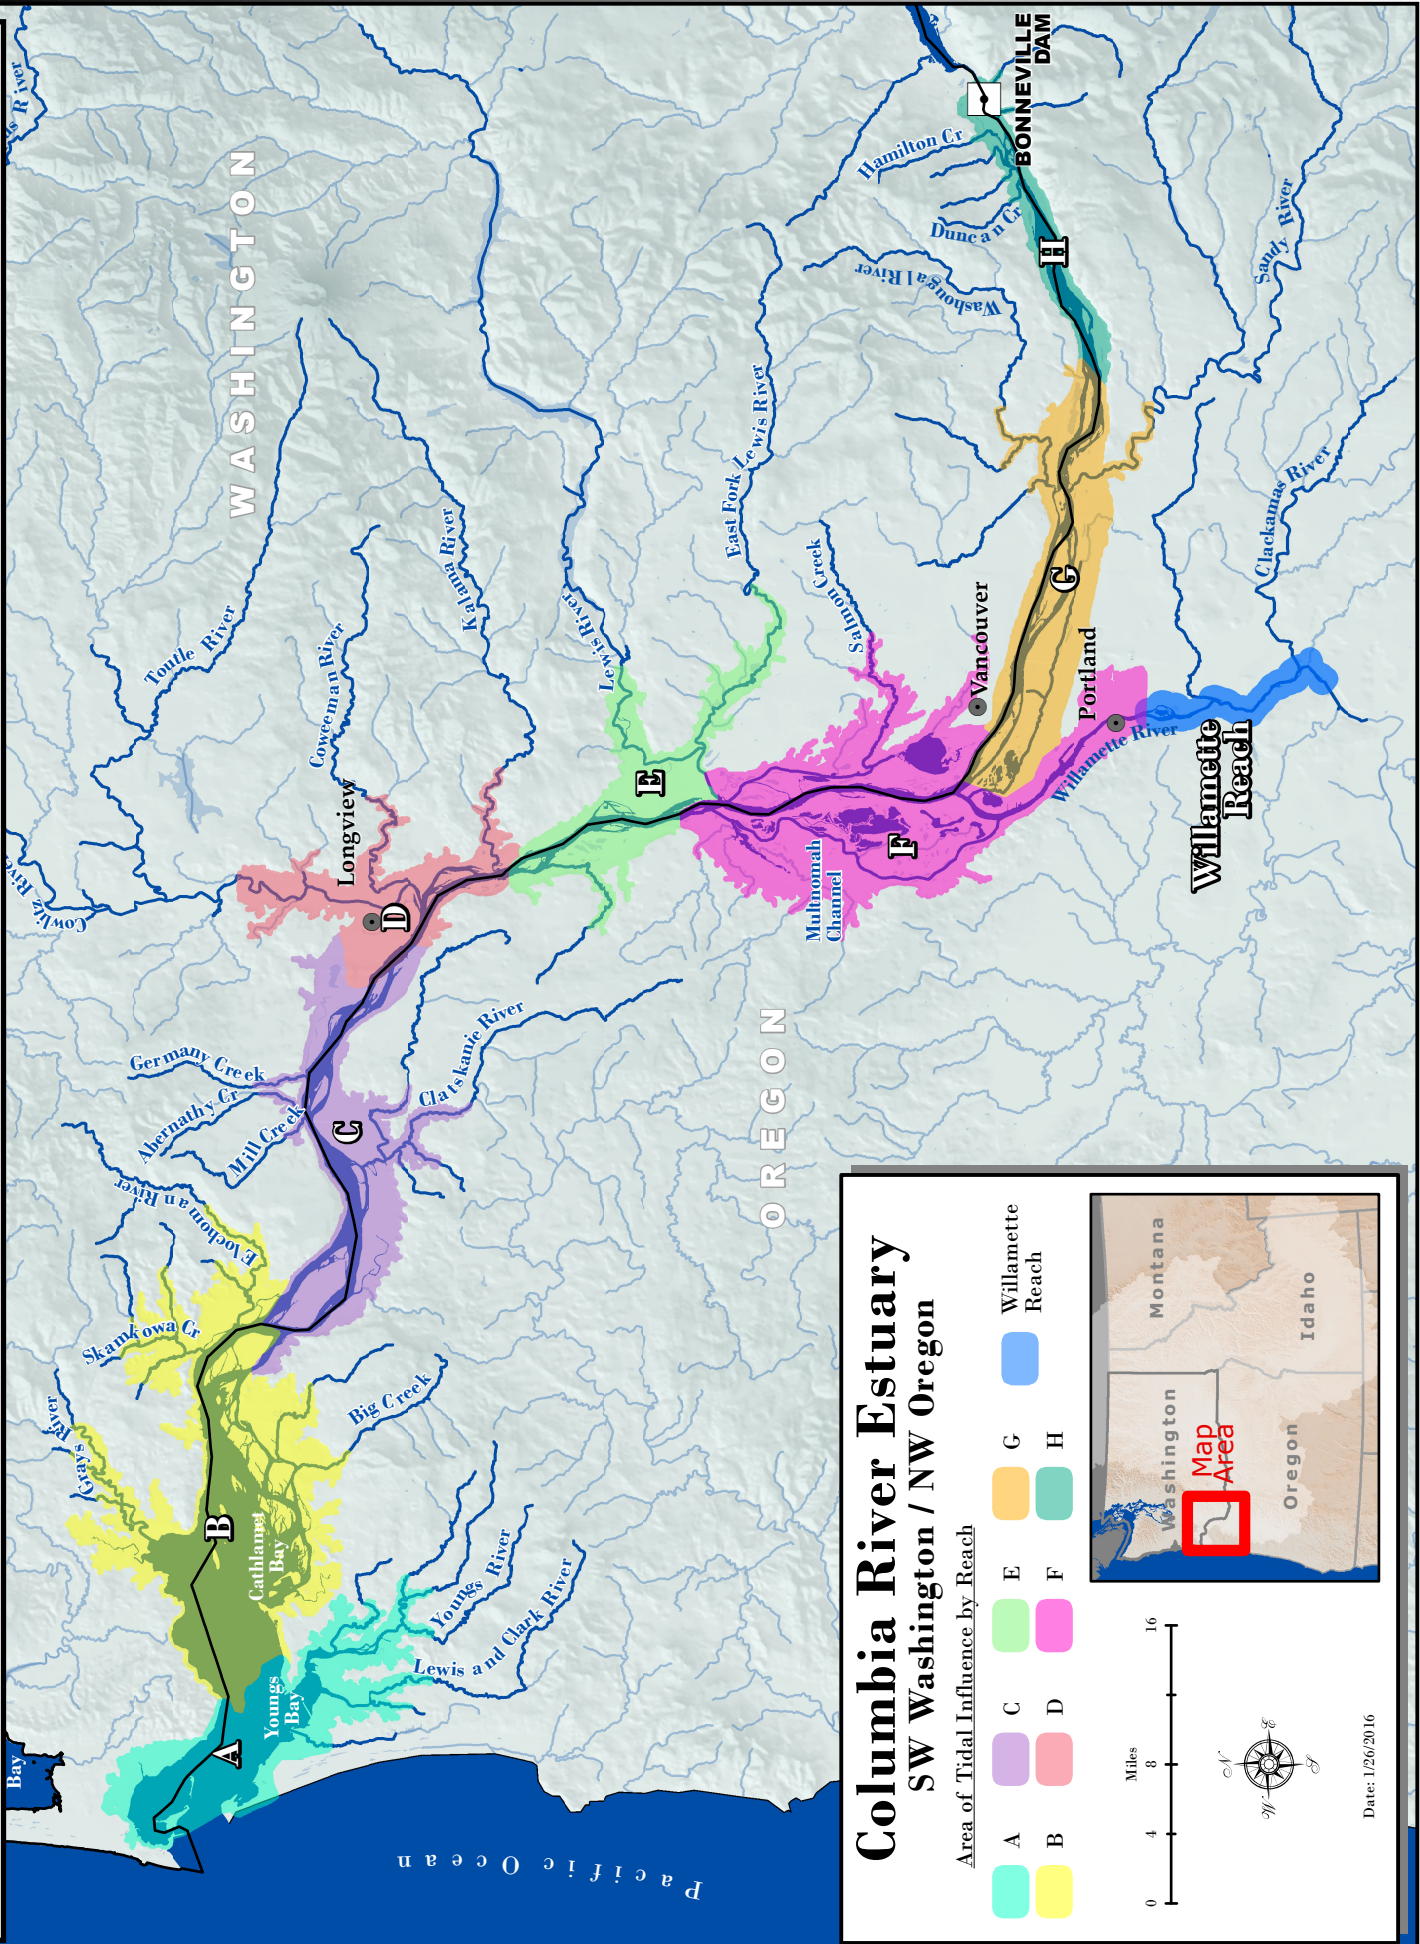 Columbia River Estuary
SW Washington / NW Oregon
Area of Tidal Influence by Reach
A
B
C
D
E
F
G
H
Willamette
Reach
Miles
0
4
8
16
N
W
E
S
Date: 1/26/2016
Washington
Montana
Map
Area
Oregon
Idaho
WASHINGTON
OREGON
Pacific Ocean
Bay
Youngs
Bay
Cathlamet
Bay
A
B
C
D
E
F
G
H
Grays River
Skamkowa Cr
Elochoman River
Mill Creek
Abernathy Cr
Germany Creek
Big Creek
Youngs River
Lewis and Clark River
Clatskanie River
Cowlitz River
Longview
Coweeman River
Toutle River
Kalama River
Lewis River
East Fork Lewis River
Salmon Creek
Multnomah
Channel
Vancouver
Portland
Willamette River
Willamette
Reach
Clackamas River
Sandy River
Washougal River
Duncan Cr
Hamilton Cr
BONNEVILLE
DAM